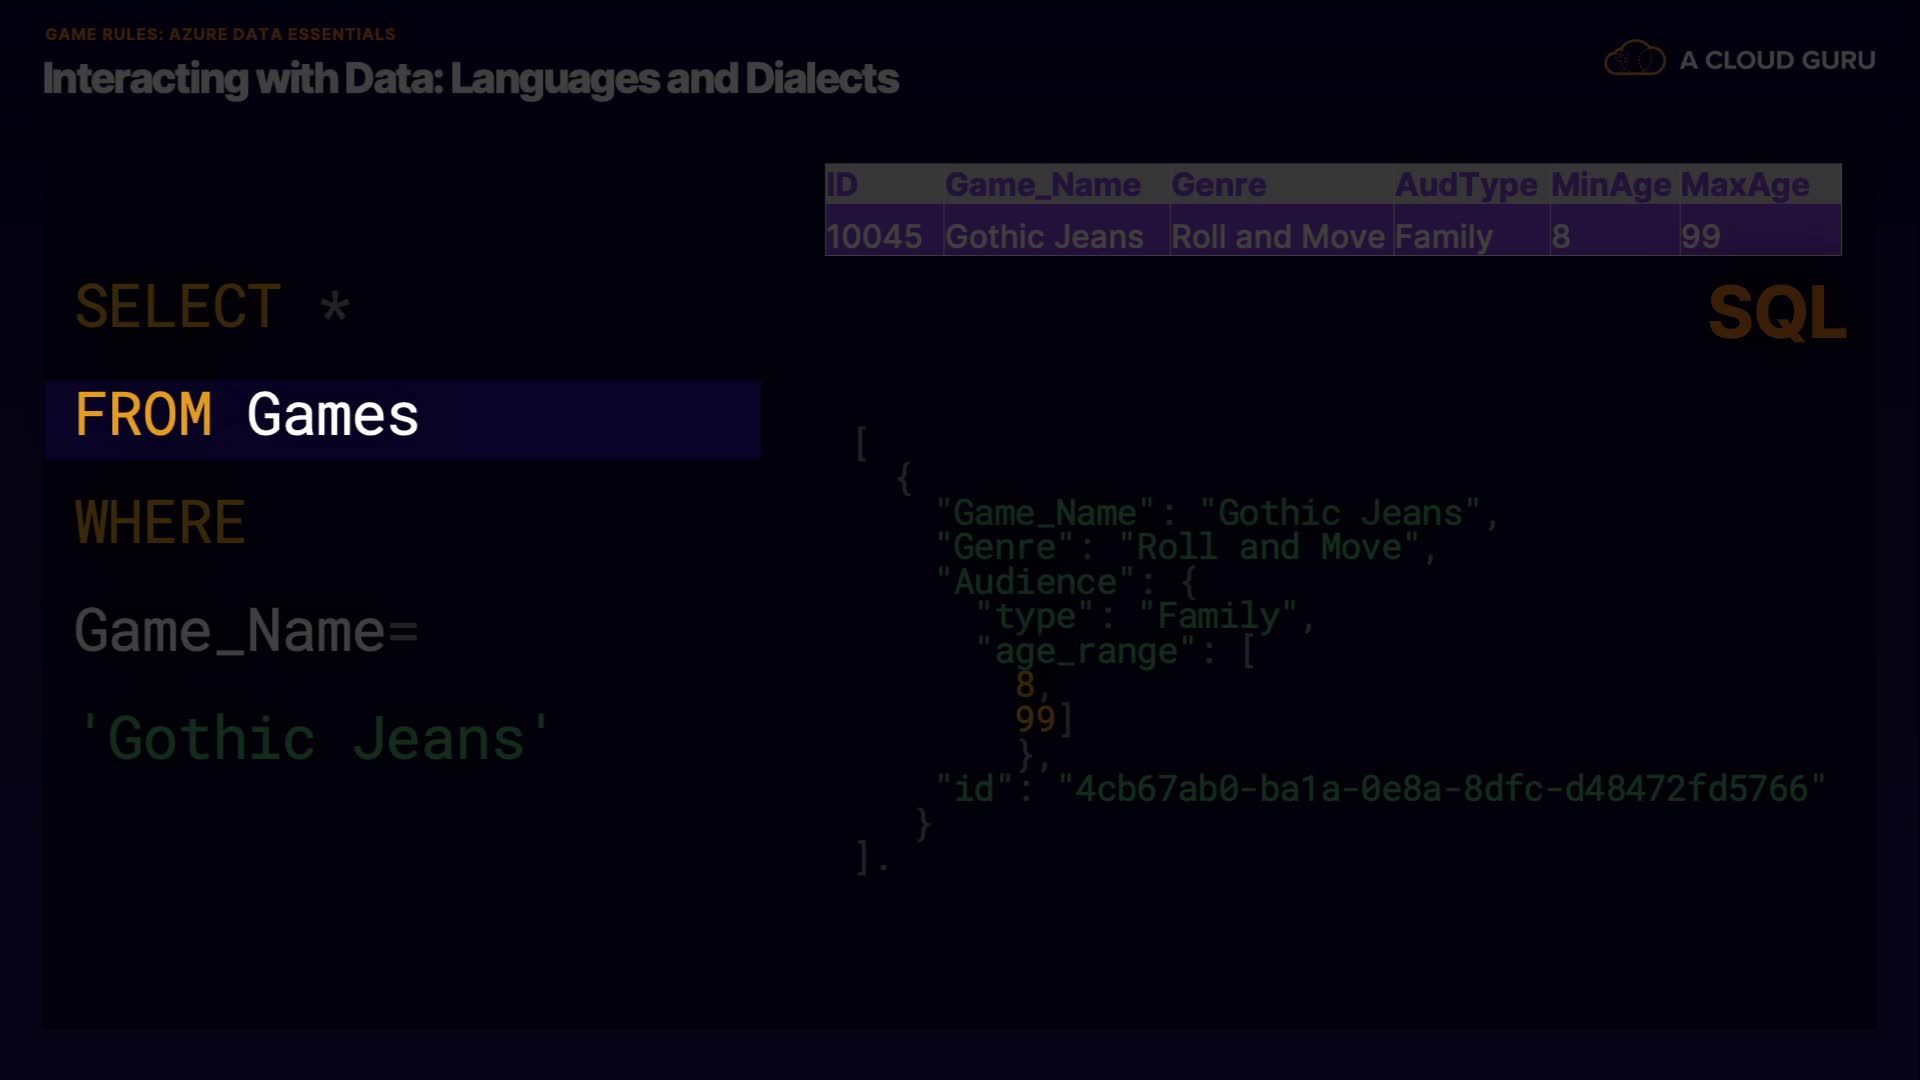 GAME RULES: AZURE DATA ESSENTIALS
Interacting with Data: Languages and Dialects
A CLOUD GURU
ID Game_Name Genre AudType MinAge MaxAge
10045 Gothic Jeans Roll and Move Family 8 99
SELECT *
FROM Games
WHERE
Game_Name=
'Gothic Jeans'
SQL
[
{
"Game_Name": "Gothic Jeans",
"Genre": "Roll and Move",
"Audience": {
"type": "Family",
"age_range": [
8,
99]
},
"id": "4cb67ab0-ba1a-0e8a-8dfc-d48472fd5766"
}
].